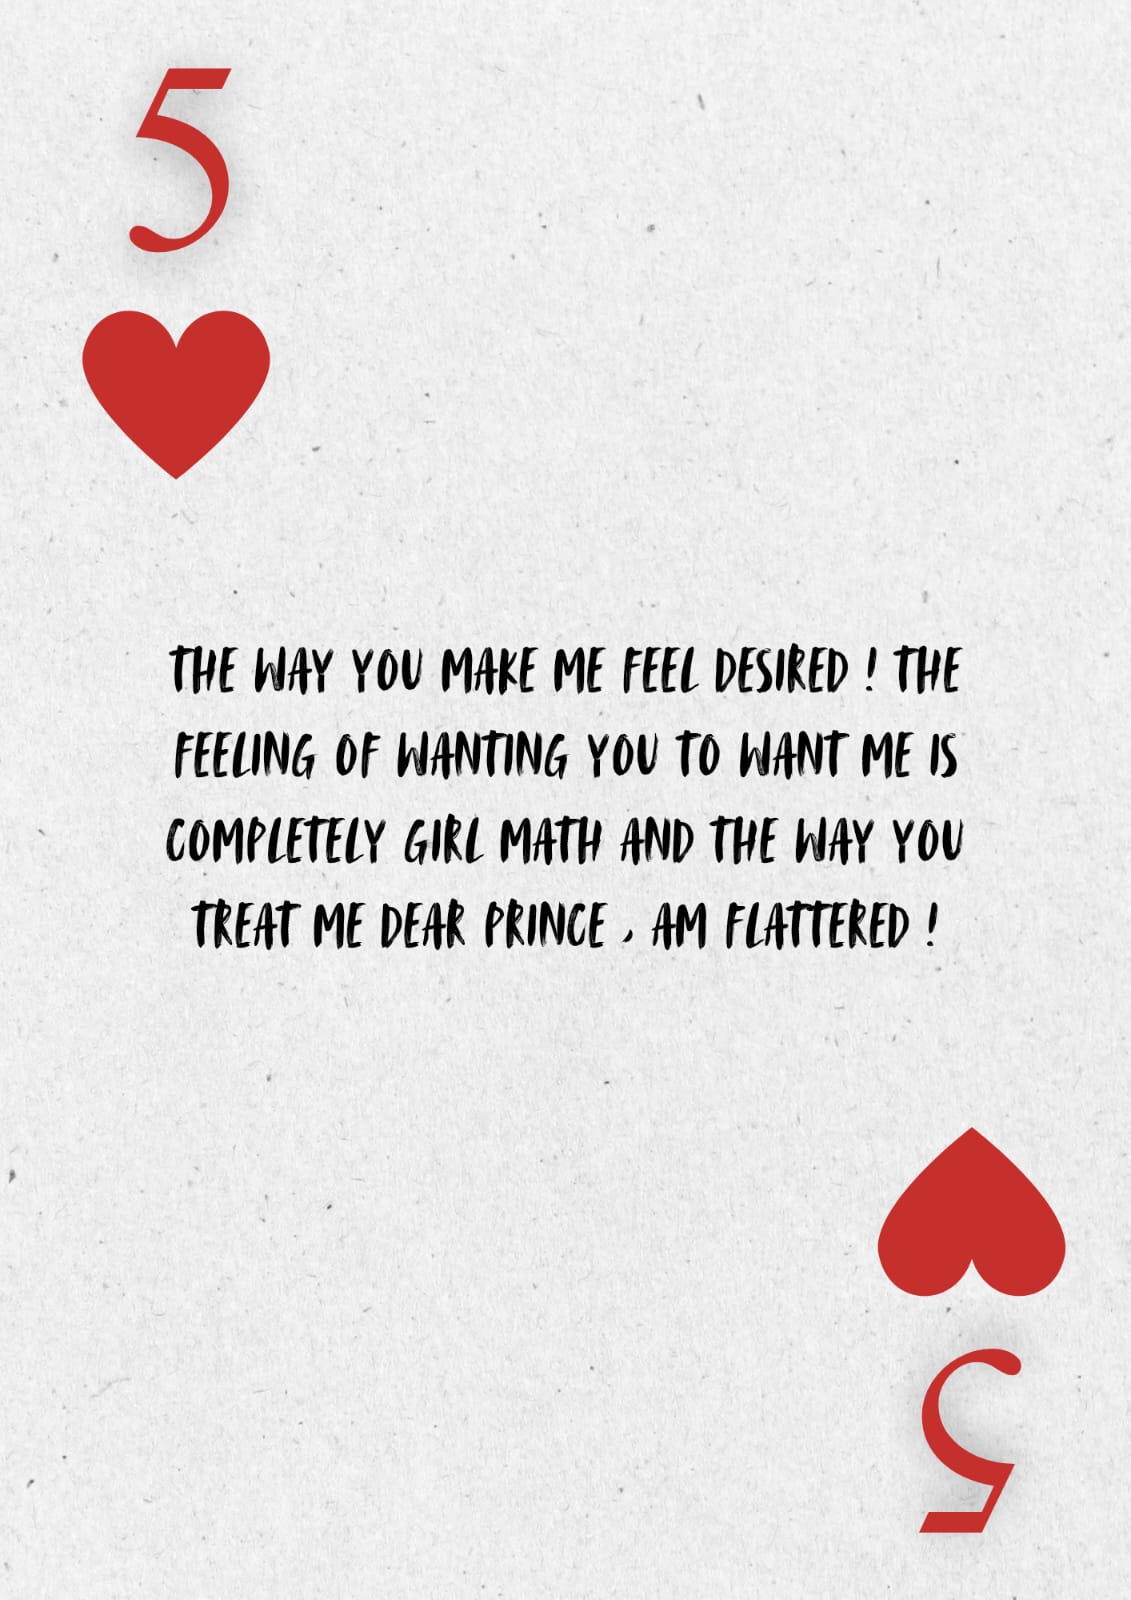 5
THE WAY YOU MAKE ME FEEL DESIRED ! THE
FEELING OF WANTING YOU TO WANT ME IS
COMPLETELY GIRL MATH AND THE WAY YOU
TREAT ME DEAR PRINCE , AM FLATTERED !
5